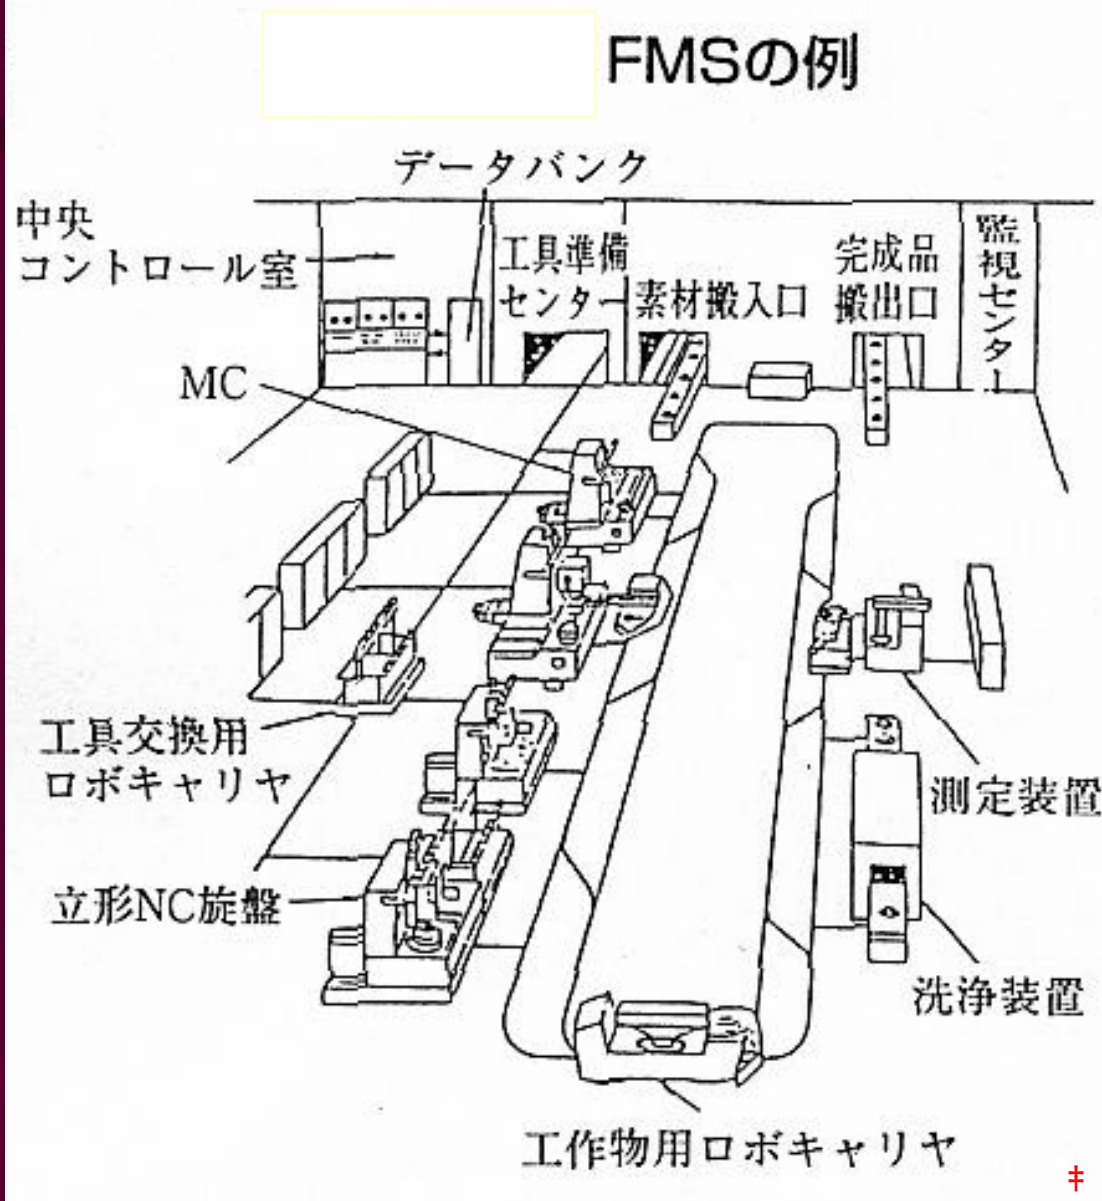 FMSの例
データバンク
中央
コントロール室
工具準備
センター
素材搬入口
完成品
搬出口
監視センター
MC
工具交換用
ロボキャリヤ
測定装置
立形NC旋盤
洗浄装置
工作物用ロボキャリヤ
‡